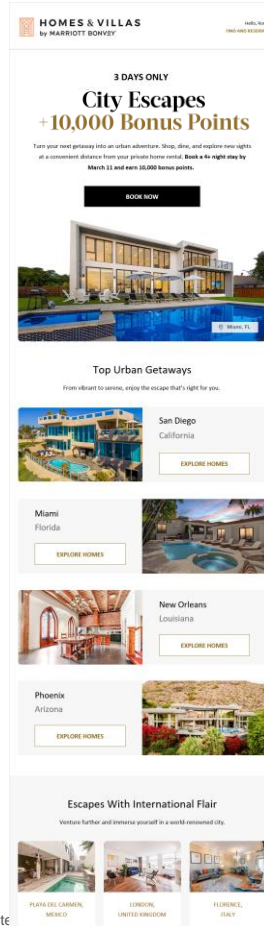 HOMES & VILLAS
by MARRIOTT BONVOY
Hello,
FIND AND
3 DAYS ONLY
City Escapes
+10,000 Bonus Points
Turn your next getaway into an urban adventure. Shop, dine, and explore new sights
at a convenient distance from your private home rental. Book a 4+ night stay by
March 11 and earn 10,000 bonus points.
BOOK NOW
Miami, FL
Top Urban Getaways
From vibrant to serene, enjoy the escape that's right for you.
San Diego
California
EXPLORE HOMES
Miami
Florida
EXPLORE HOMES
New Orleans
Louisiana
EXPLORE HOMES
Phoenix
Arizona
EXPLORE HOMES
Escapes With International Flair
Venture further and immerse yourself in a world-renowned city.
PLAYA DEL CARMEN,
MEXICO
LONDON,
UNITED KINGDOM
FLORENCE,
ITALY